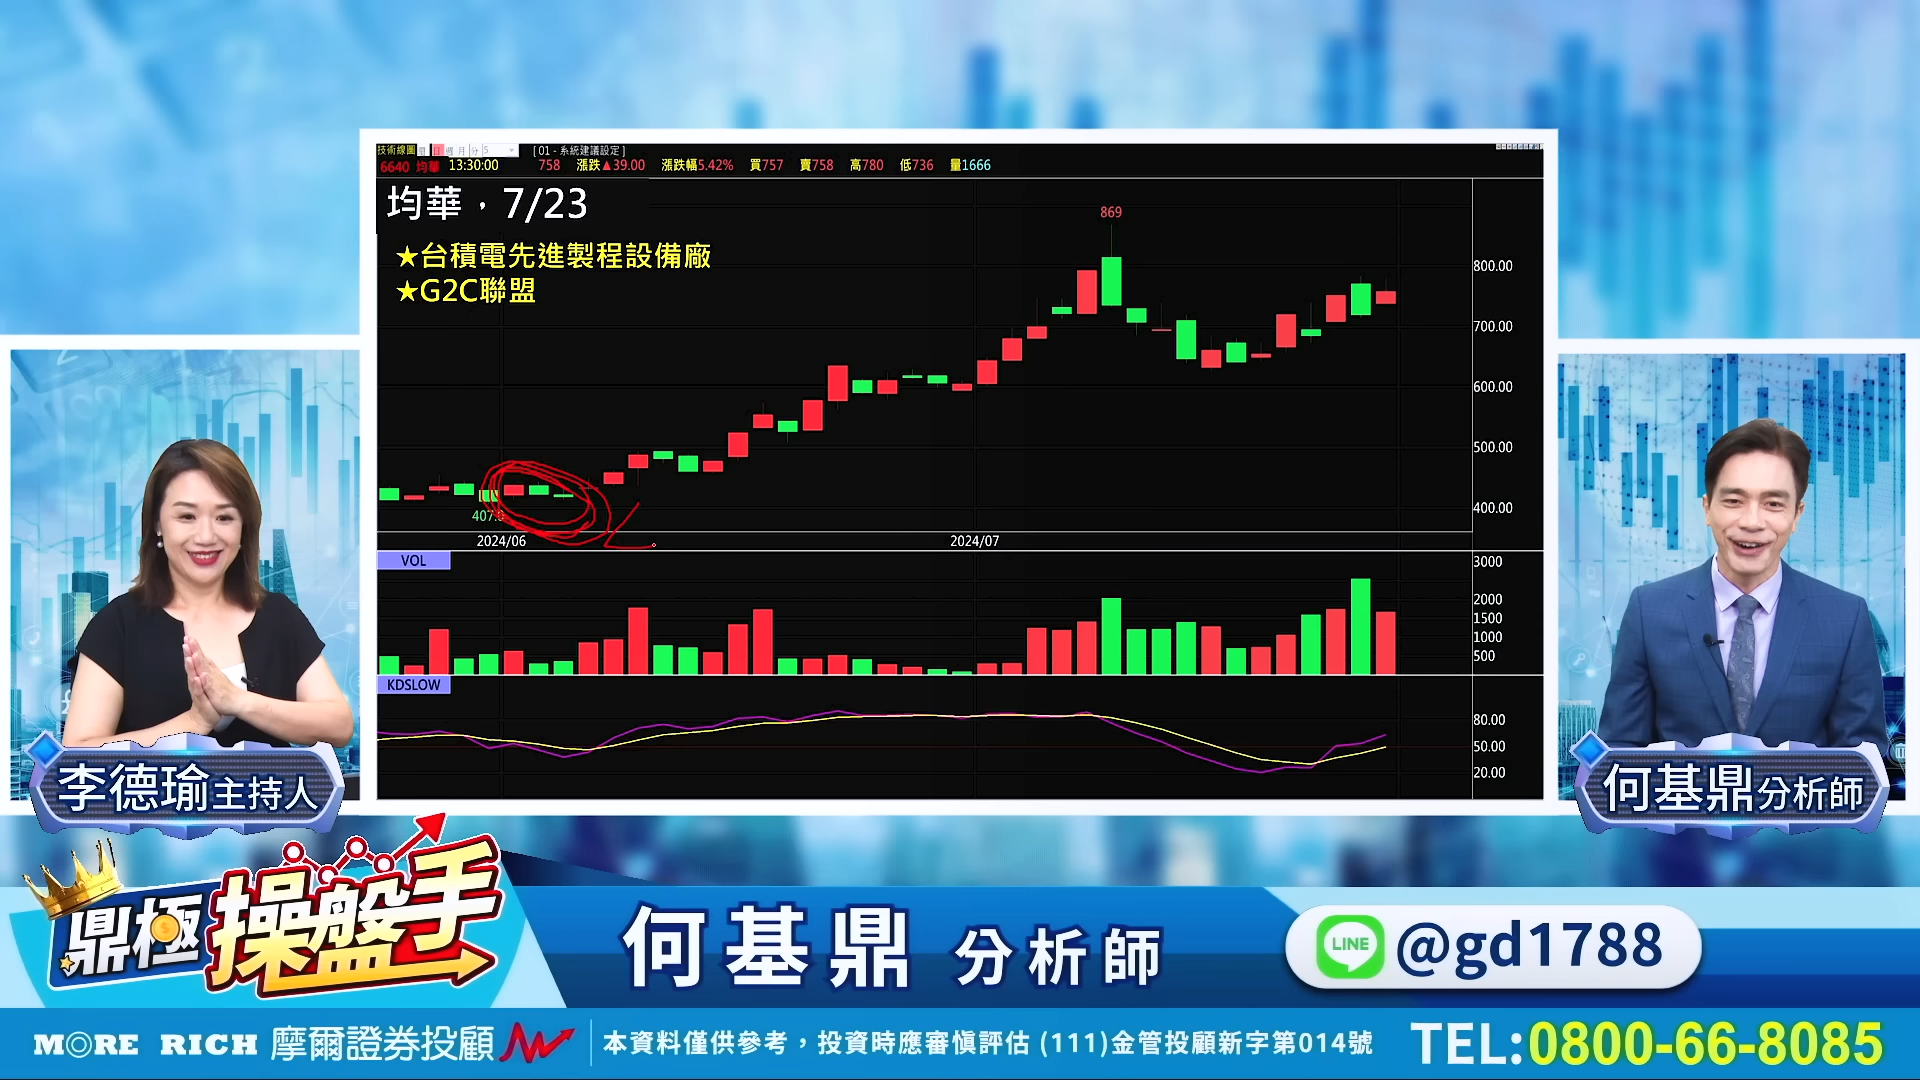 技術線圖 日 週 月 分 5 [ 01 - 系統建議設定 ]
6640 均華 13:30:00 758 漲跌▲39.00 漲跌幅5.42% 買757 賣758 高780 低736 量1666
均華，7/23
★台積電先進製程設備廠
★G2C聯盟
869
800.00
700.00
600.00
500.00
400.00
407.
2024/06 2024/07
VOL
3000
2000
1500
1000
500
KDSLOW
80.00
50.00
20.00
李德瑜主持人
何基鼎分析師
鼎極操盤手
何基鼎 分析師
LINE @gd1788
MORE RICH 摩爾證券投顧
本資料僅供參考，投資時應審慎評估 (111)金管投顧新字第014號
TEL:0800-66-8085